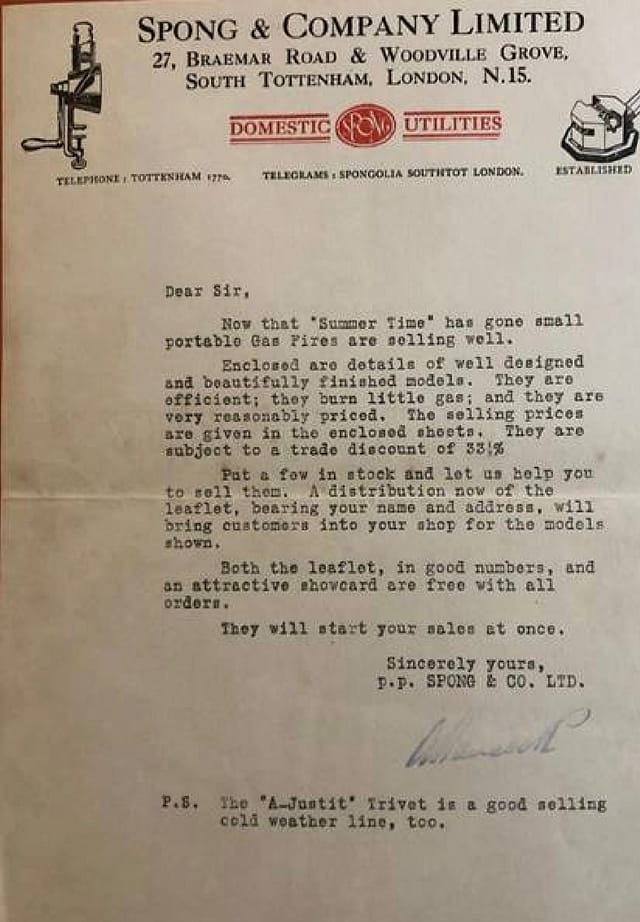 SPONG & COMPANY LIMITED
27, BRAEMAR ROAD & WOODVILLE GROVE,
SOUTH TOTTENHAM, LONDON, N.15.
DOMESTIC SPONG UTILITIES
TELEPHONE : TOTTENHAM 1770. TELEGRAMS : SPONGOLIA SOUTHTOT LONDON. ESTABLISHED
Dear Sir,
Now that "Summer Time" has gone small
portable Gas Fires are selling well.
Enclosed are details of well designed
and beautifully finished models. They are
efficient; they burn little gas; and they are
very reasonably priced. The selling prices
are given in the enclosed sheets. They are
subject to a trade discount of
Put a few in stock and let us help you
to sell them. A distribution now of the
leaflet, bearing your name and address, will
bring customers into your shop for the models
shown.
Both the leaflet, in good numbers, and
an attractive showcard are free with all
orders.
They will start your sales at once.
Sincerely yours,
p.p. SPONG & CO. LTD.
P.S. The "A-Justit" Trivet is a good selling
cold weather line, too.